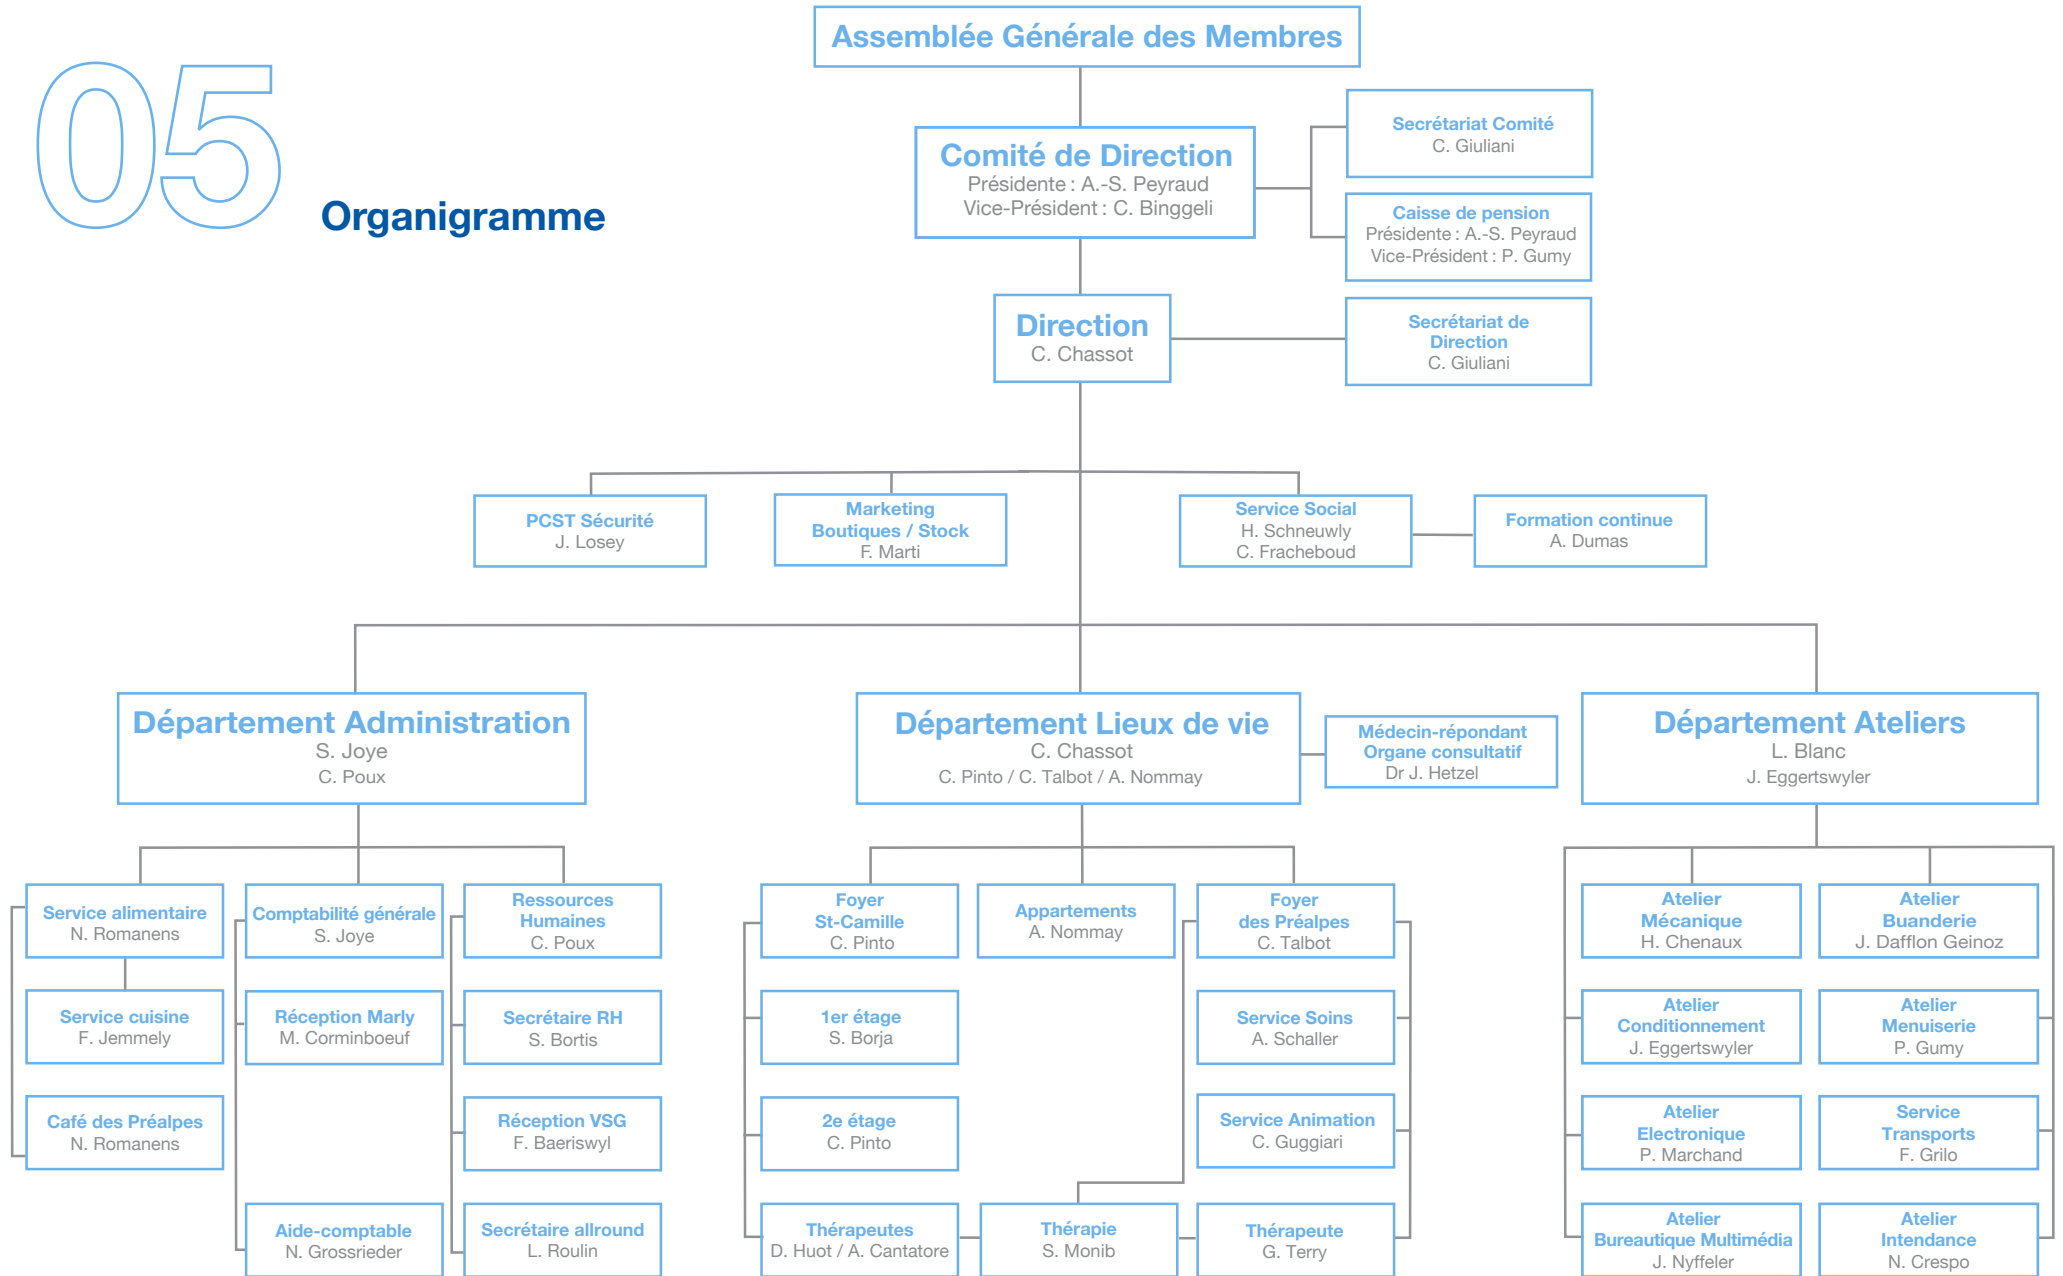 05
Organigramme
Assemblée Générale des Membres
Comité de Direction
Présidente : A.-S. Peyraud
Vice-Président : C. Binggeli
Secrétariat Comité
C. Giuliani
Caisse de pension
Présidente : A.-S. Peyraud
Vice-Président : P. Gumy
Direction
C. Chassot
Secrétariat de
Direction
C. Giuliani
PCST Sécurité
J. Losey
Marketing
Boutiques / Stock
F. Marti
Service Social
H. Schneuwly
C. Fracheboud
Formation continue
A. Dumas
Département Administration
S. Joye
C. Poux
Département Lieux de vie
C. Chassot
C. Pinto / C. Talbot / A. Nommay
Médecin-répondant
Organe consultatif
Dr J. Hetzel
Département Ateliers
L. Blanc
J. Eggertswyler
Service alimentaire
N. Romanens
Comptabilité générale
S. Joye
Ressources
Humaines
C. Poux
Foyer
St-Camille
C. Pinto
Appartements
A. Nommay
Foyer
des Préalpes
C. Talbot
Atelier
Mécanique
H. Chenaux
Atelier
Buanderie
J. Dafflon Geinoz
Service cuisine
F. Jemmely
Réception Marly
M. Corminboeuf
Secrétaire RH
S. Bortis
1er étage
S. Borja
Service Soins
A. Schaller
Atelier
Conditionnement
J. Eggertswyler
Atelier
Menuiserie
P. Gumy
Café des Préalpes
N. Romanens
Réception VSG
F. Baeriswyl
2e étage
C. Pinto
Service Animation
C. Guggiari
Atelier
Electronique
P. Marchand
Service
Transports
F. Grilo
Aide-comptable
N. Grossrieder
Secrétaire allround
L. Roulin
Thérapeutes
D. Huot / A. Cantatore
Thérapie
S. Monib
Thérapeute
G. Terry
Atelier
Bureautique Multimédia
J. Nyffeler
Atelier
Intendance
N. Crespo